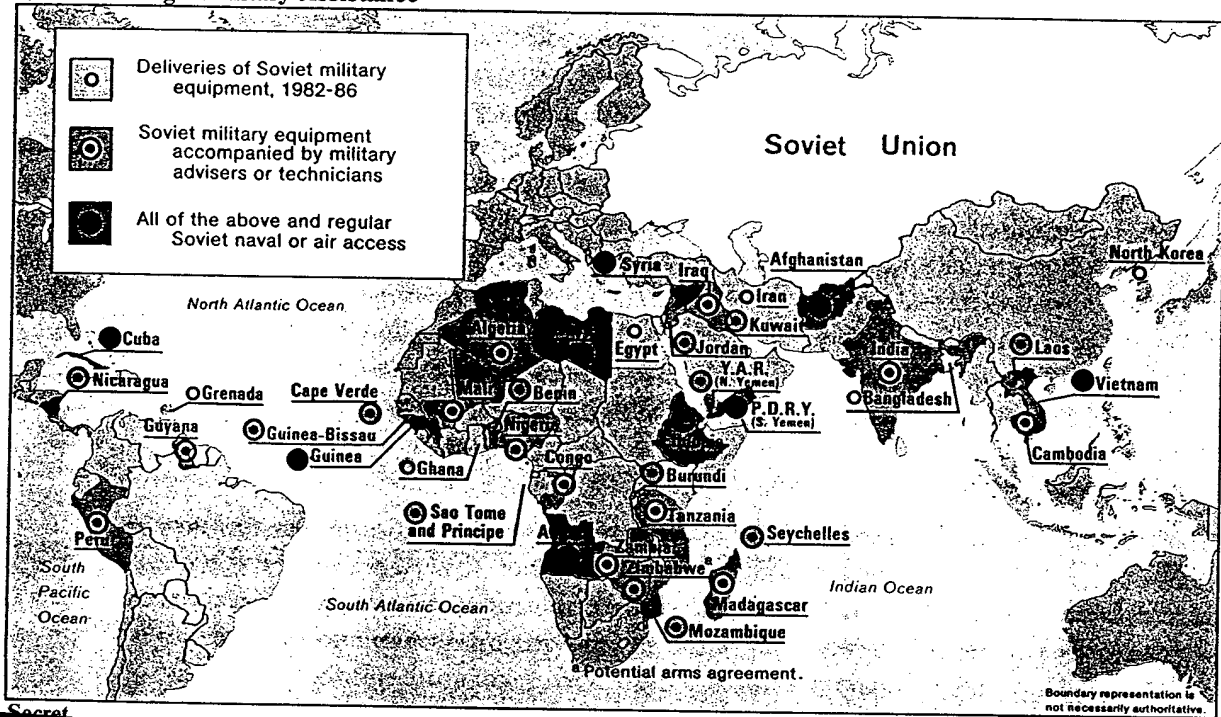 Military Assistance
Deliveries of Soviet military
equipment, 1982-86
Soviet military equipment
accompanied by military
advisers or technicians
All of the above and regular
Soviet naval or air access
Soviet Union
North Atlantic Ocean
Cuba
Nicaragua
Grenada
Guyana
Peru
South
Pacific
Ocean
Cape Verde
Guinea-Bissau
Guinea
Ghana
Sao Tome
and Principe
South Atlantic Ocean
Algeria
Mali
Benin
Nigeria
Congo
Egypt
Syria
Iraq
Iran
Kuwait
Jordan
Y.A.R.
(N. Yemen)
P.D.R.Y.
(S. Yemen)
Burundi
Tanzania
Zambia
Zimbabwe a
Seychelles
Madagascar
Mozambique
Indian Ocean
Afghanistan
India
Bangladesh
North Korea
Laos
Vietnam
Cambodia
a Potential arms agreement.
Boundary representation is
not necessarily authoritative.
Secret